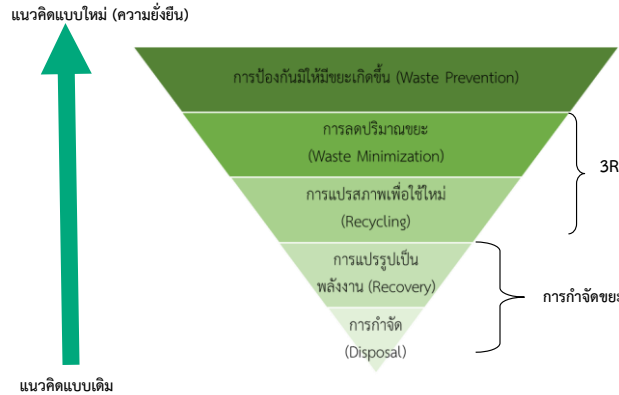 แนวคิดแบบใหม่ (ความยั่งยืน)
การป้องกันมิให้มีขยะเกิดขึ้น (Waste Prevention)
การลดปริมาณขยะ
(Waste Minimization)
3R
การแปรสภาพเพื่อใช้ใหม่
(Recycling)
การแปรรูปเป็น
พลังงาน (Recovery)
การกำจัดขยะ
การกำจัด
(Disposal)
แนวคิดแบบเดิม